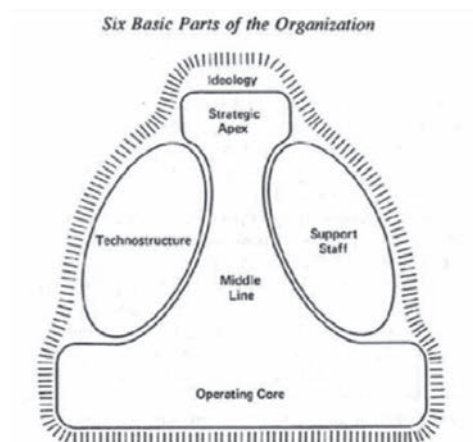 Six Basic Parts of the Organization
Ideology
Strategic
Apex
Technostructure
Support
Staff
Middle
Line
Operating Core